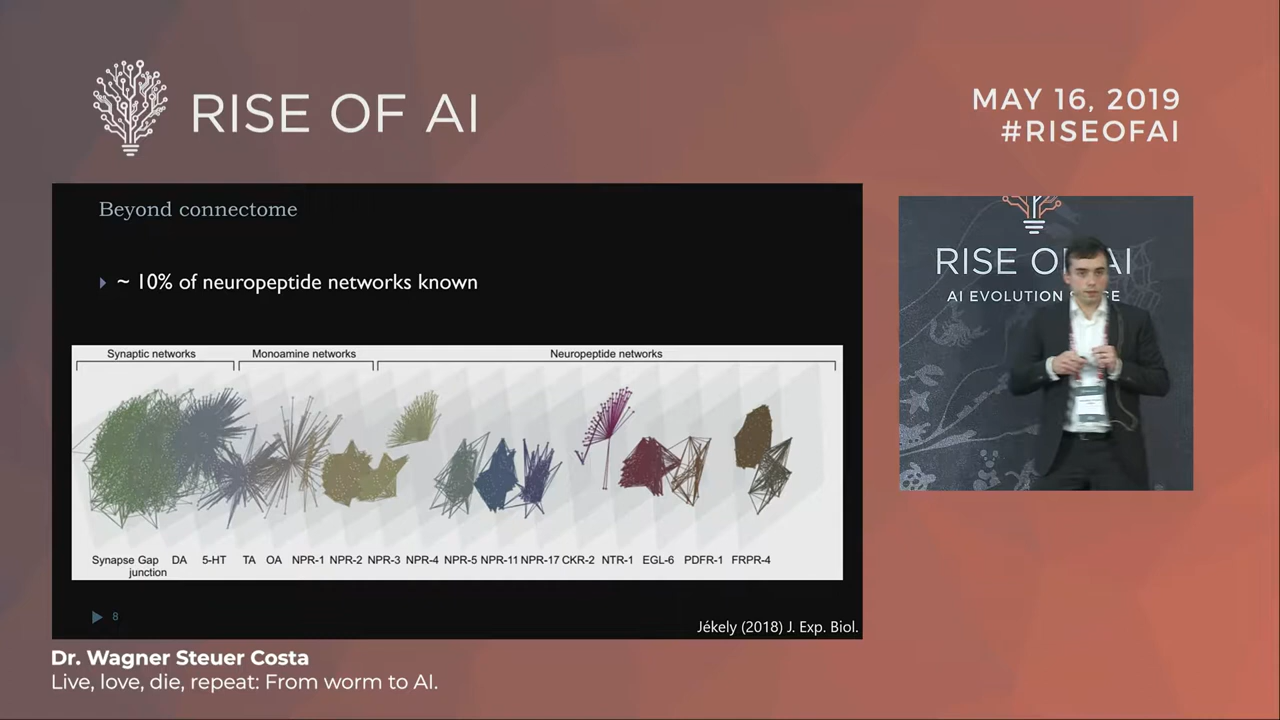 RISE OF AI
MAY 16, 2019
#RISEOFAI
Beyond connectome
~ 10% of neuropeptide networks known
Synaptic networks
Monoamine networks
Neuropeptide networks
Synapse Gap junction DA 5-HT TA OA NPR-1 NPR-2 NPR-3 NPR-4 NPR-5 NPR-11 NPR-17 CKR-2 NTR-1 EGL-6 PDFR-1 FRPR-4
8
Jékely (2018) J. Exp. Biol.
RISE O AI
AI EVOLUTION S CE
Dr. Wagner Steuer Costa
Live, love, die, repeat: From worm to AI.